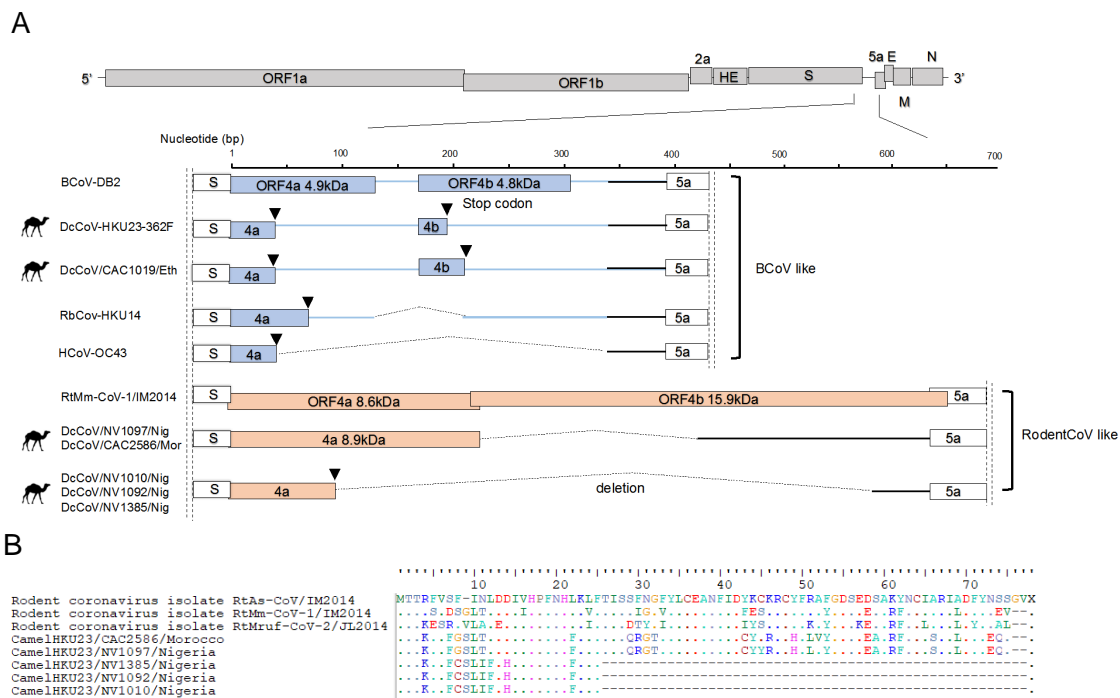 A
5'
ORF1a
ORF1b
2a
HE
S
5a
E
M
N
3'
Nucleotide (bp)
1 100 200 300 400 500 600 700
BCoV-DB2
S
ORF4a 4.9kDa
ORF4b 4.8kDa
5a
Stop codon
DcCoV-HKU23-362F
S
4a
4b
5a
DcCoV/CAC1019/Eth
S
4a
4b
5a
BCoV like
RbCov-HKU14
S
4a
5a
HCoV-OC43
S
4a
5a
RtMm-CoV-1/IM2014
S
ORF4a 8.6kDa
ORF4b 15.9kDa
5a
DcCoV/NV1097/Nig
DcCoV/CAC2586/Mor
S
4a 8.9kDa
5a
RodentCoV like
DcCoV/NV1010/Nig
DcCoV/NV1092/Nig
DcCoV/NV1385/Nig
S
4a
deletion
5a
B
10 20 30 40 50 60 70
Rodent coronavirus isolate RtAs-CoV/IM2014 MTTRFVSF-INLDDIVHPFNHLKLFTISSFNGFYLCEANFIDYKCKRCYFRAFGDSEDSAKYNCIARIADFYNSSGVX
Rodent coronavirus isolate RtMm-CoV-1/IM2014
Rodent coronavirus isolate RtMruf-CoV-2/JL2014
CamelHKU23/CAC2586/Morocco
CamelHKU23/NV1097/Nigeria
CamelHKU23/NV1385/Nigeria
CamelHKU23/NV1092/Nigeria
CamelHKU23/NV1010/Nigeria